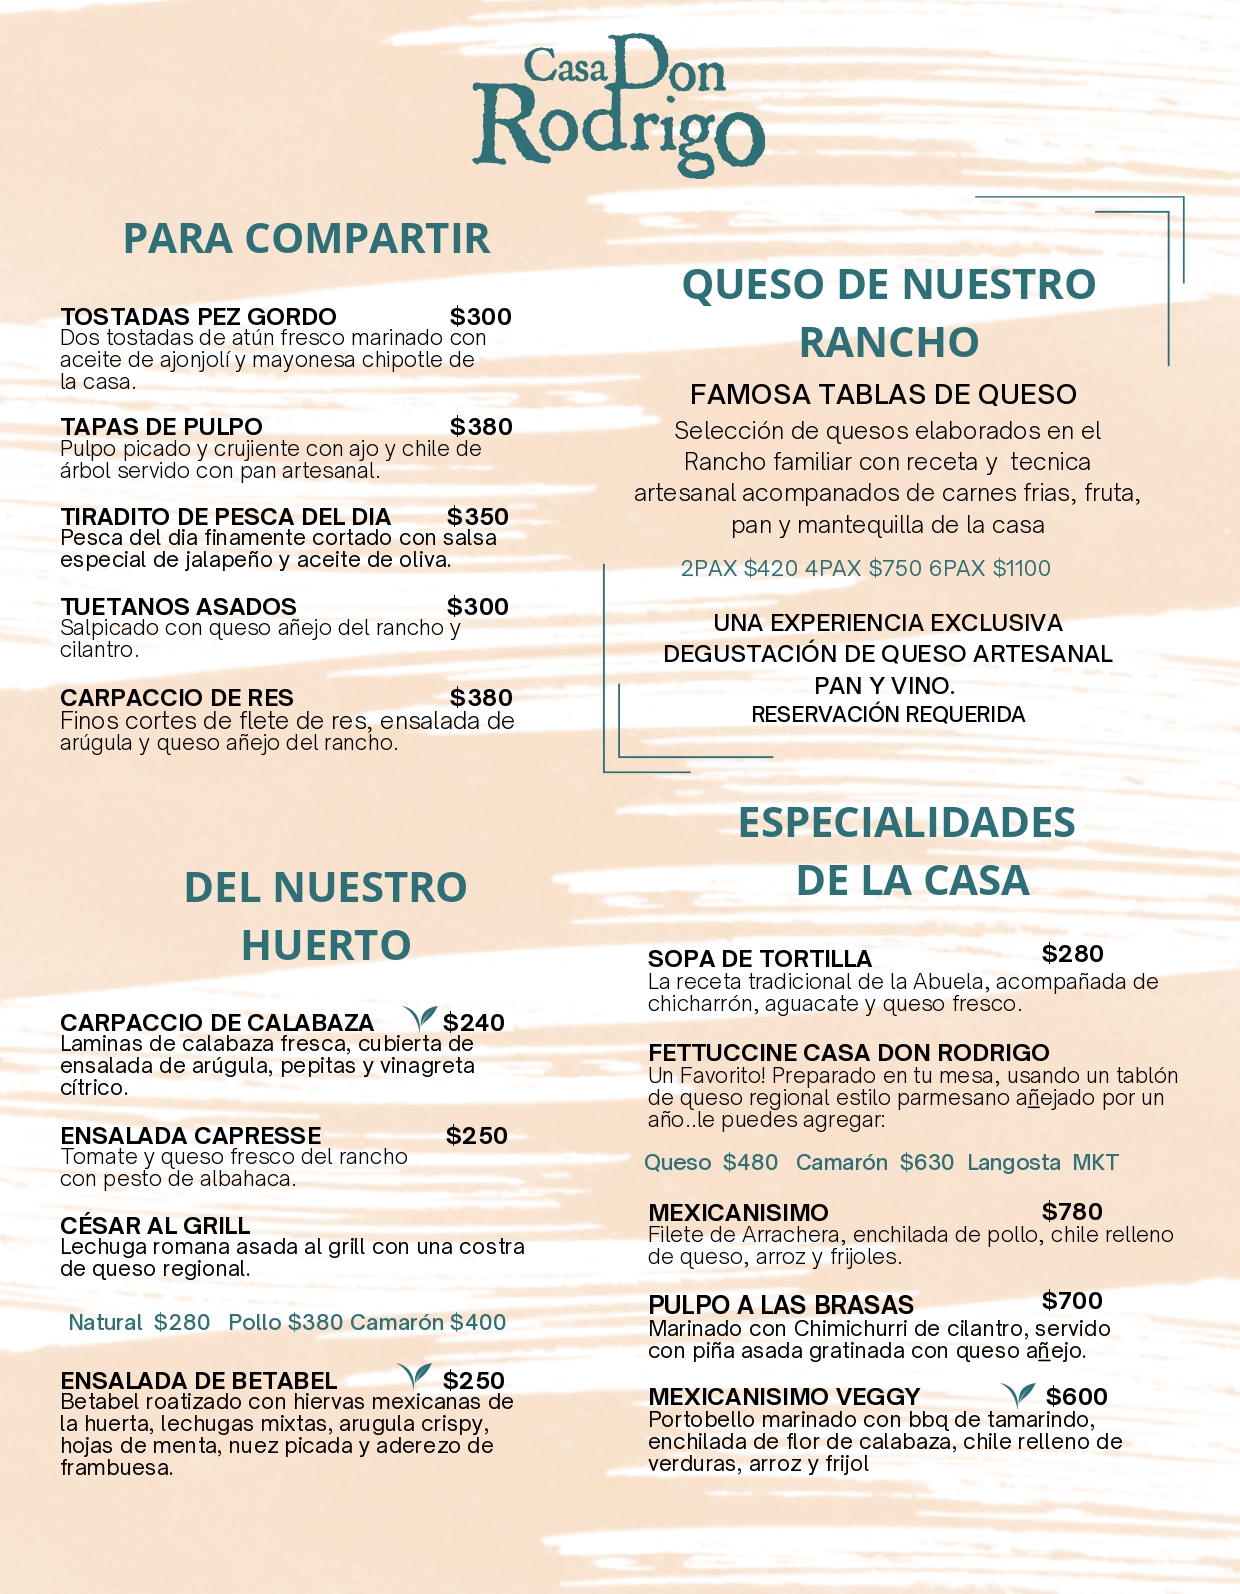 Casa Don
Rodrigo
PARA COMPARTIR
TOSTADAS PEZ GORDO $300
Dos tostadas de atún fresco marinado con
aceite de ajonjolí y mayonesa chipotle de
la casa.
TAPAS DE PULPO $380
Pulpo picado y crujiente con ajo y chile de
árbol servido con pan artesanal.
TIRADITO DE PESCA DEL DIA $350
Pesca del dia finamente cortado con salsa
especial de jalapeño y aceite de oliva.
TUETANOS ASADOS $300
Salpicado con queso añejo del rancho y
cilantro.
CARPACCIO DE RES $380
Finos cortes de flete de res, ensalada de
arúgula y queso añejo del rancho.
DEL NUESTRO
HUERTO
CARPACCIO DE CALABAZA $240
Laminas de calabaza fresca, cubierta de
ensalada de arúgula, pepitas y vinagreta
cítrico.
ENSALADA CAPRESSE $250
Tomate y queso fresco del rancho
con pesto de albahaca.
CÉSAR AL GRILL
Lechuga romana asada al grill con una costra
de queso regional.
Natural $280 Pollo $380 Camarón $400
ENSALADA DE BETABEL $250
Betabel roatizado con hiervas mexicanas de
la huerta, lechugas mixtas, arugula crispy,
hojas de menta, nuez picada y aderezo de
frambuesa.
QUESO DE NUESTRO
RANCHO
FAMOSA TABLAS DE QUESO
Selección de quesos elaborados en el
Rancho familiar con receta y tecnica
artesanal acompanados de carnes frias, fruta,
pan y mantequilla de la casa
2PAX $420 4PAX $750 6PAX $1100
UNA EXPERIENCIA EXCLUSIVA
DEGUSTACIÓN DE QUESO ARTESANAL
PAN Y VINO.
RESERVACIÓN REQUERIDA
ESPECIALIDADES
DE LA CASA
SOPA DE TORTILLA $280
La receta tradicional de la Abuela, acompañada de
chicharrón, aguacate y queso fresco.
FETTUCCINE CASA DON RODRIGO
Un Favorito! Preparado en tu mesa, usando un tablón
de queso regional estilo parmesano añejado por un
año..le puedes agregar:
Queso $480 Camarón $630 Langosta MKT
MEXICANISIMO $780
Filete de Arrachera, enchilada de pollo, chile relleno
de queso, arroz y frijoles.
PULPO A LAS BRASAS $700
Marinado con Chimichurri de cilantro, servido
con piña asada gratinada con queso añejo.
MEXICANISIMO VEGGY $600
Portobello marinado con bbq de tamarindo,
enchilada de flor de calabaza, chile relleno de
verduras, arroz y frijol